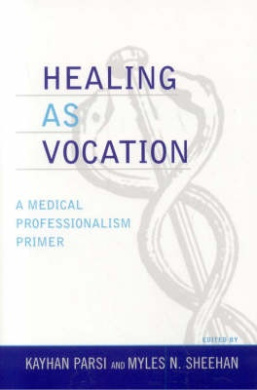 HEALING
AS
VOCATION
A MEDICAL
PROFESSIONALISM
PRIMER
EDITED BY
KAYHAN PARSI AND MYLES N. SHEEHAN